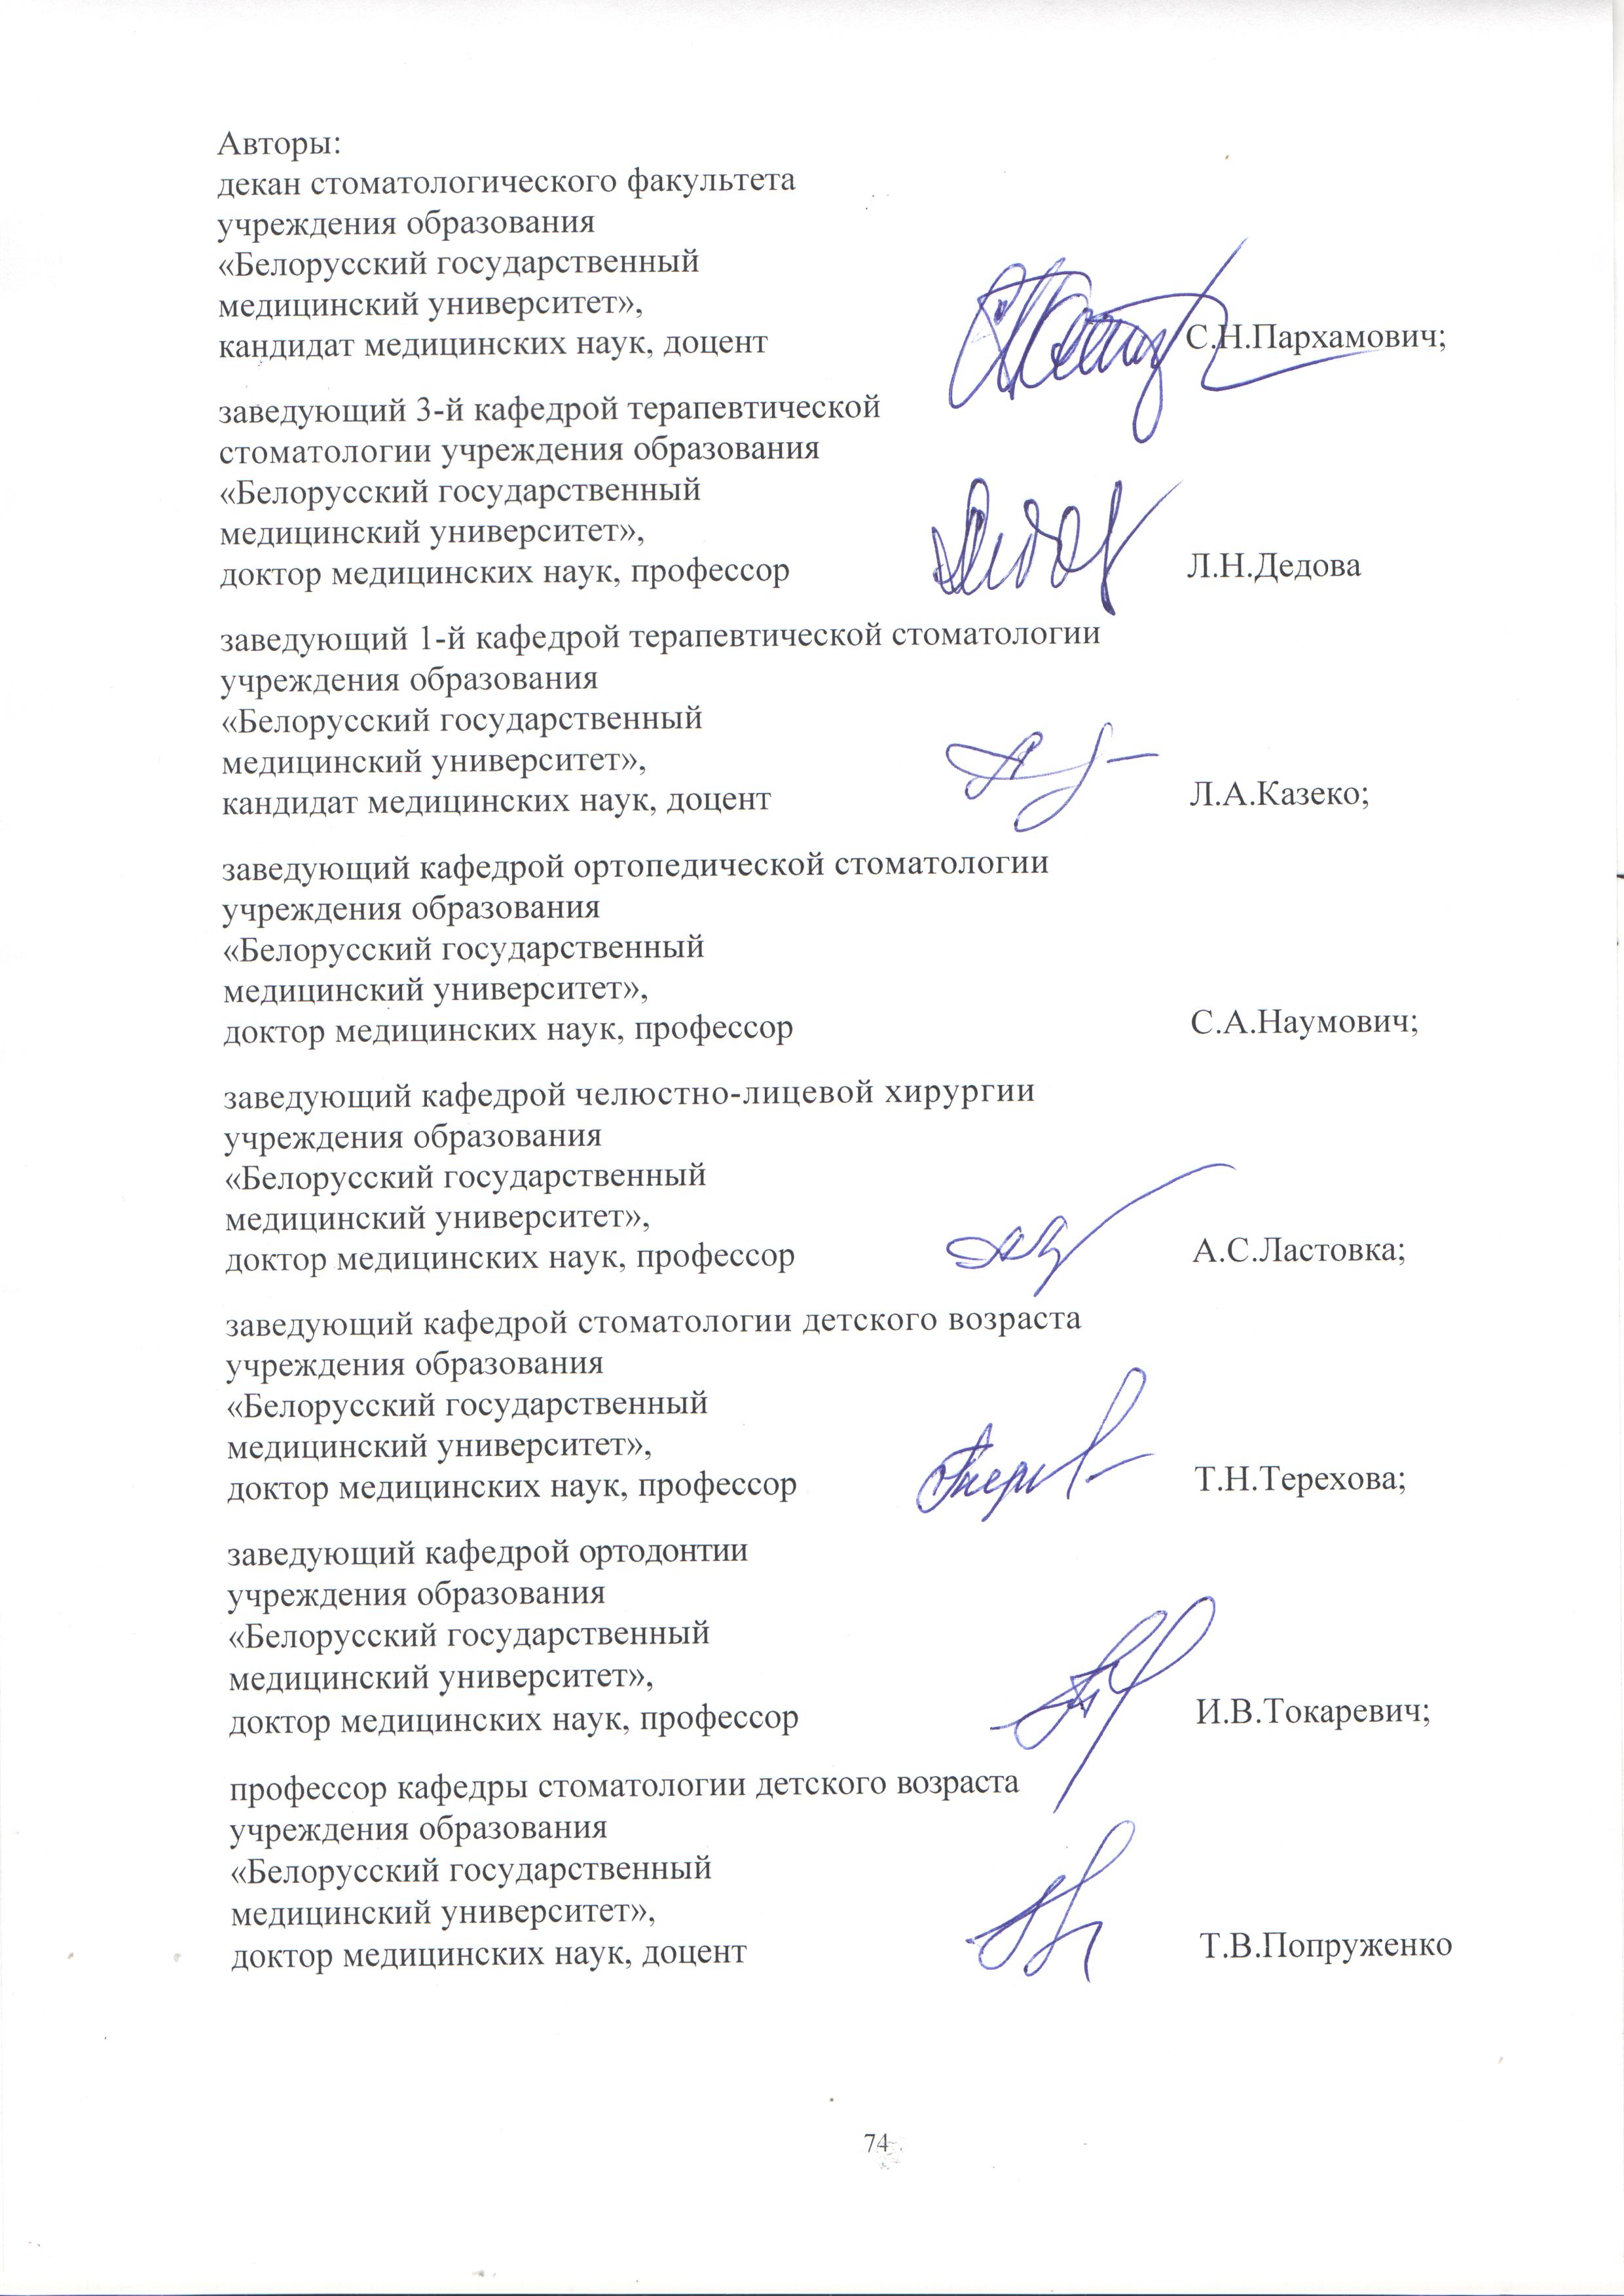 Авторы:
декан стоматологического факультета
учреждения образования
«Белорусский государственный
медицинский университет»,
кандидат медицинских наук, доцент С.Н.Пархамович;
заведующий 3-й кафедрой терапевтической
стоматологии учреждения образования
«Белорусский государственный
медицинский университет»,
доктор медицинских наук, профессор Л.Н.Дедова
заведующий 1-й кафедрой терапевтической стоматологии
учреждения образования
«Белорусский государственный
медицинский университет»,
кандидат медицинских наук, доцент Л.А.Казеко;
заведующий кафедрой ортопедической стоматологии
учреждения образования
«Белорусский государственный
медицинский университет»,
доктор медицинских наук, профессор С.А.Наумович;
заведующий кафедрой челюстно-лицевой хирургии
учреждения образования
«Белорусский государственный
медицинский университет»,
доктор медицинских наук, профессор А.С.Ластовка;
заведующий кафедрой стоматологии детского возраста
учреждения образования
«Белорусский государственный
медицинский университет»,
доктор медицинских наук, профессор Т.Н.Терехова;
заведующий кафедрой ортодонтии
учреждения образования
«Белорусский государственный
медицинский университет»,
доктор медицинских наук, профессор И.В.Токаревич;
профессор кафедры стоматологии детского возраста
учреждения образования
«Белорусский государственный
медицинский университет»,
доктор медицинских наук, доцент Т.В.Попруженко
74